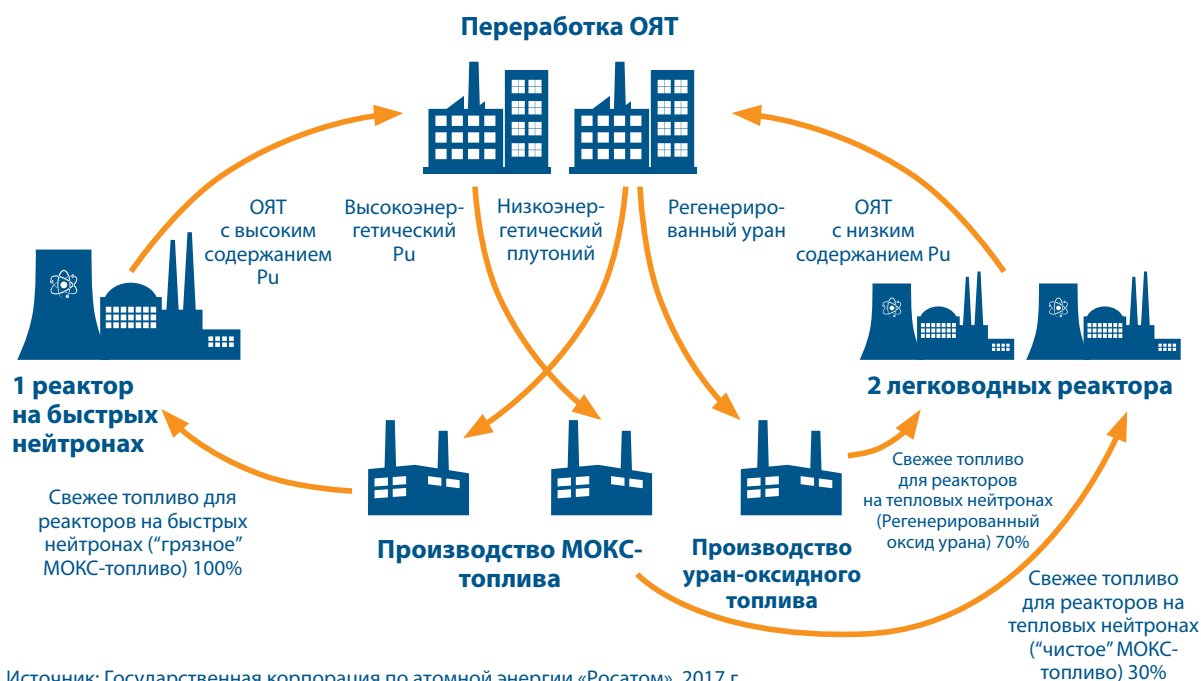 Переработка ОЯТ
ОЯТ
с высоким
содержанием
Pu
Высокоэнер-
гетический
Pu
Низкоэнер-
гетический
плутоний
Регенериро-
ванный уран
ОЯТ
с низким
содержанием Pu
1 реактор
на быстрых
нейтронах
2 легководных реактора
Свежее топливо для
реакторов на быстрых
нейтронах (“грязное”
МОКС-топливо) 100%
Производство МОКС-
топлива
Производство
уран-оксидного
топлива
Свежее топливо
для реакторов
на тепловых нейтронах
(Регенерированный
оксид урана) 70%
Свежее топливо
для реакторов на
тепловых нейтронах
(“чистое” МОКС-
топливо) 30%
Источник: Государственная корпорация по атомной энергии «Росатом», 2017 г.